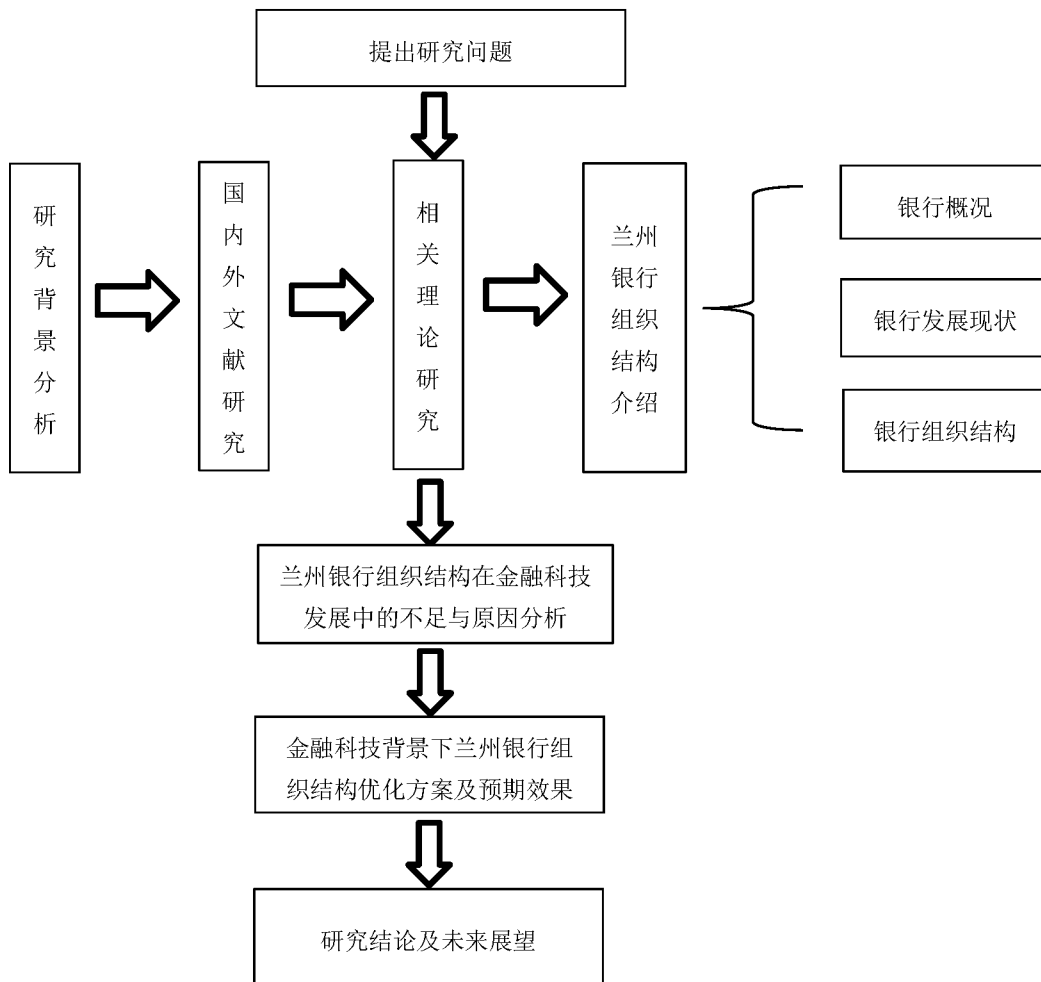 提出研究问题
研究背景分析
国内外文献研究
相关理论研究
兰州
银行
组织
结构
介绍
银行概况
银行发展现状
银行组织结构
兰州银行组织结构在金融科技
发展中的不足与原因分析
金融科技背景下兰州银行组
织结构优化方案及预期效果
研究结论及未来展望